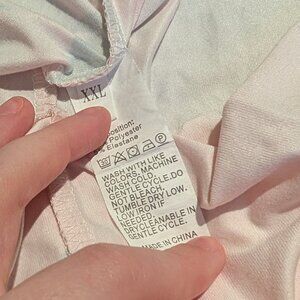 XXL
position:
Polyester
% Elastane
WASH WITH LIKE
COLORS, MACHINE
WASH COLD.
GENTLE CYCLE.DO
NOT BLEACH.
TUMBLE DRY LOW.
LOW IRON IF
NEEDED.
DRYCLEANABLE IN
GENTLE CYCLE.
MADE IN CHINA